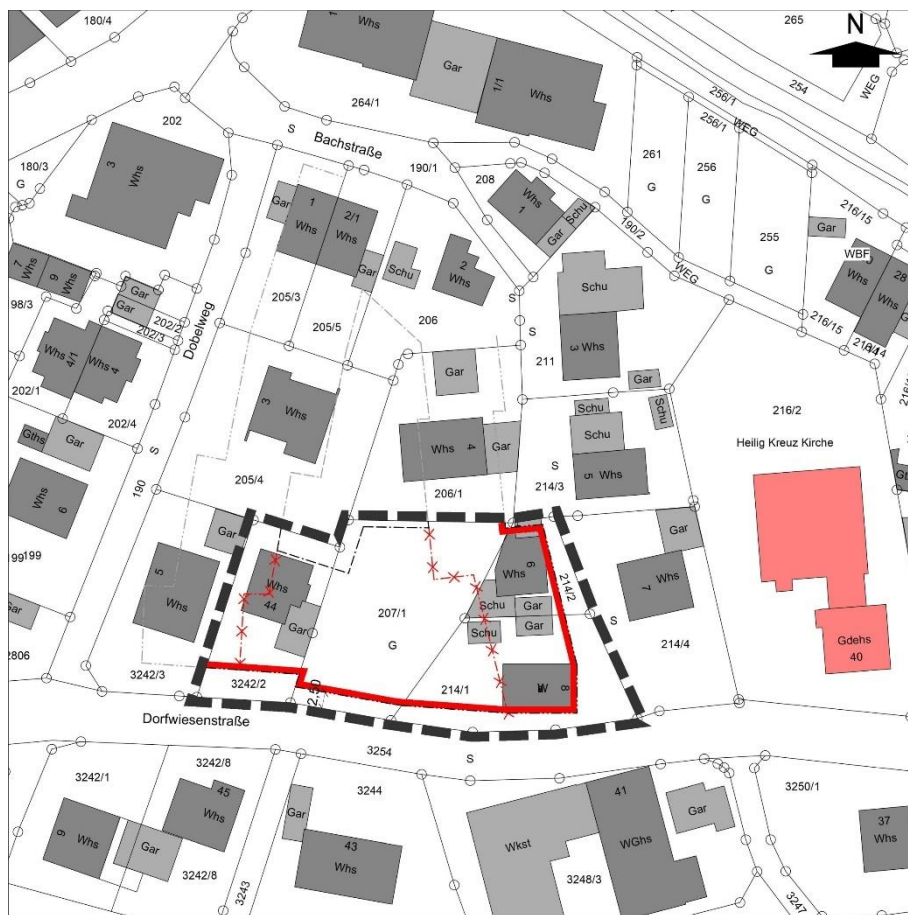 180/4
Whs
Gar
1/1
Whs
265
N
254
WEG
264/1
256/1
WEG
256/1
202
S
Bachstraße
190/1
208
261
G
256
G
255
G
180/3
G
3
Whs
Gar
1
Whs
2/1
Whs
Gar
Schu
2
Whs
Whs
1
Gar
Schu
190/2
WEG
216/15
Gar
WBF
Whs
Whs
28
7
Whs
9
Whs
Gar
Gar
202/2
202/3
98/3
205/3
205/5
206
S
S
Schu
3
Whs
211
216/15
Whs
4/1
Whs
4
202/1
202/4
Dobelweg
Gar
Gar
Schu
Schu
Gar
Schu
216/2
Heilig Kreuz Kirche
3
Whs
Whs
4
Gar
5
Whs
Gths
Gar
S
190
Whs
6
205/4
206/1
S
214/3
199
Gar
Gar
5
Whs
Whs
44
Gar
207/1
G
Whs
9
Schu
Gar
Gar
Schu
214/2
S
7
Whs
214/4
Gdehs
40
Gar
2806
3242/3
3242/2
2.50
214/1
W
8
Dorfwiesenstraße
3254
S
3242/1
3242/8
45
Whs
3244
41
WGhs
Gar
3250/1
37
Whs
9
Whs
Gar
Gar
43
Whs
Wkst
3242/8
3243
3248/3
3247